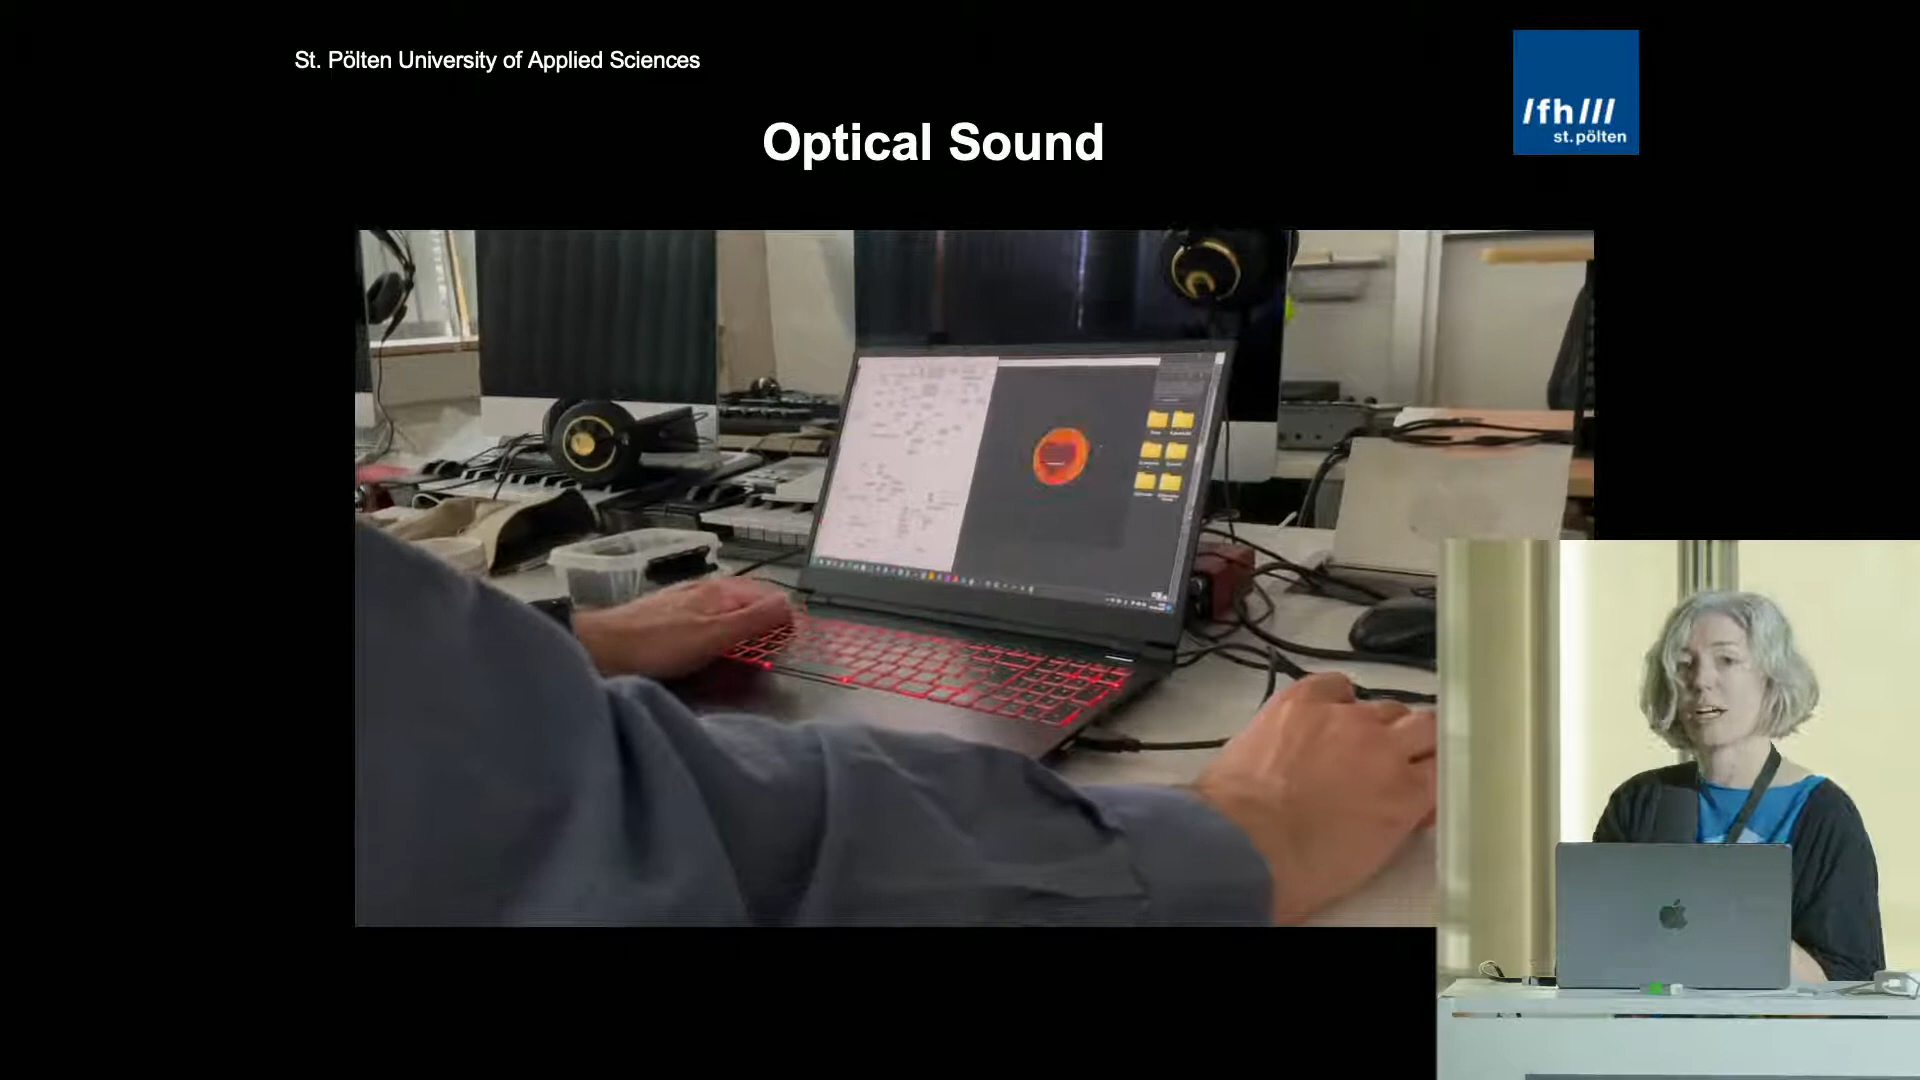 St. Pölten University of Applied Sciences
/fh///
st.pölten
Optical Sound